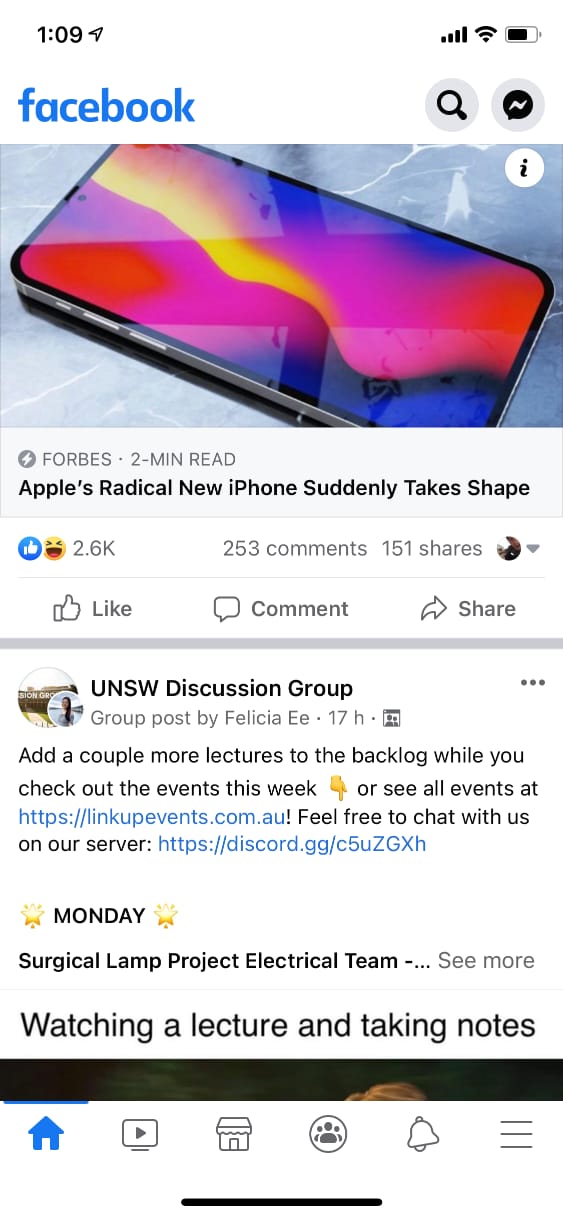 1:09
facebook
FORBES · 2-MIN READ
Apple's Radical New iPhone Suddenly Takes Shape
2.6K 253 comments 151 shares
Like Comment Share
UNSW Discussion Group
Group post by Felicia Ee · 17 h ·
Add a couple more lectures to the backlog while you
check out the events this week 👇 or see all events at
https://linkupevents.com.au! Feel free to chat with us
on our server: https://discord.gg/c5uZGXh
🌟 MONDAY 🌟
Surgical Lamp Project Electrical Team -... See more
Watching a lecture and taking notes